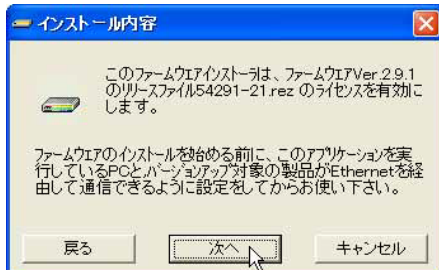 インストール内容
このファームウェアインストーラは、ファームウェアVer.2.9.1
のリリースファイル54291-21.rez のライセンスを有効に
します。
ファームウェアのインストールを始める前に、このアプリケーションを実
行しているPCと、バージョンアップ対象の製品がEthernetを経
由して通信できるように設定をしてからお使い下さい。
戻る
次へ
キャンセル